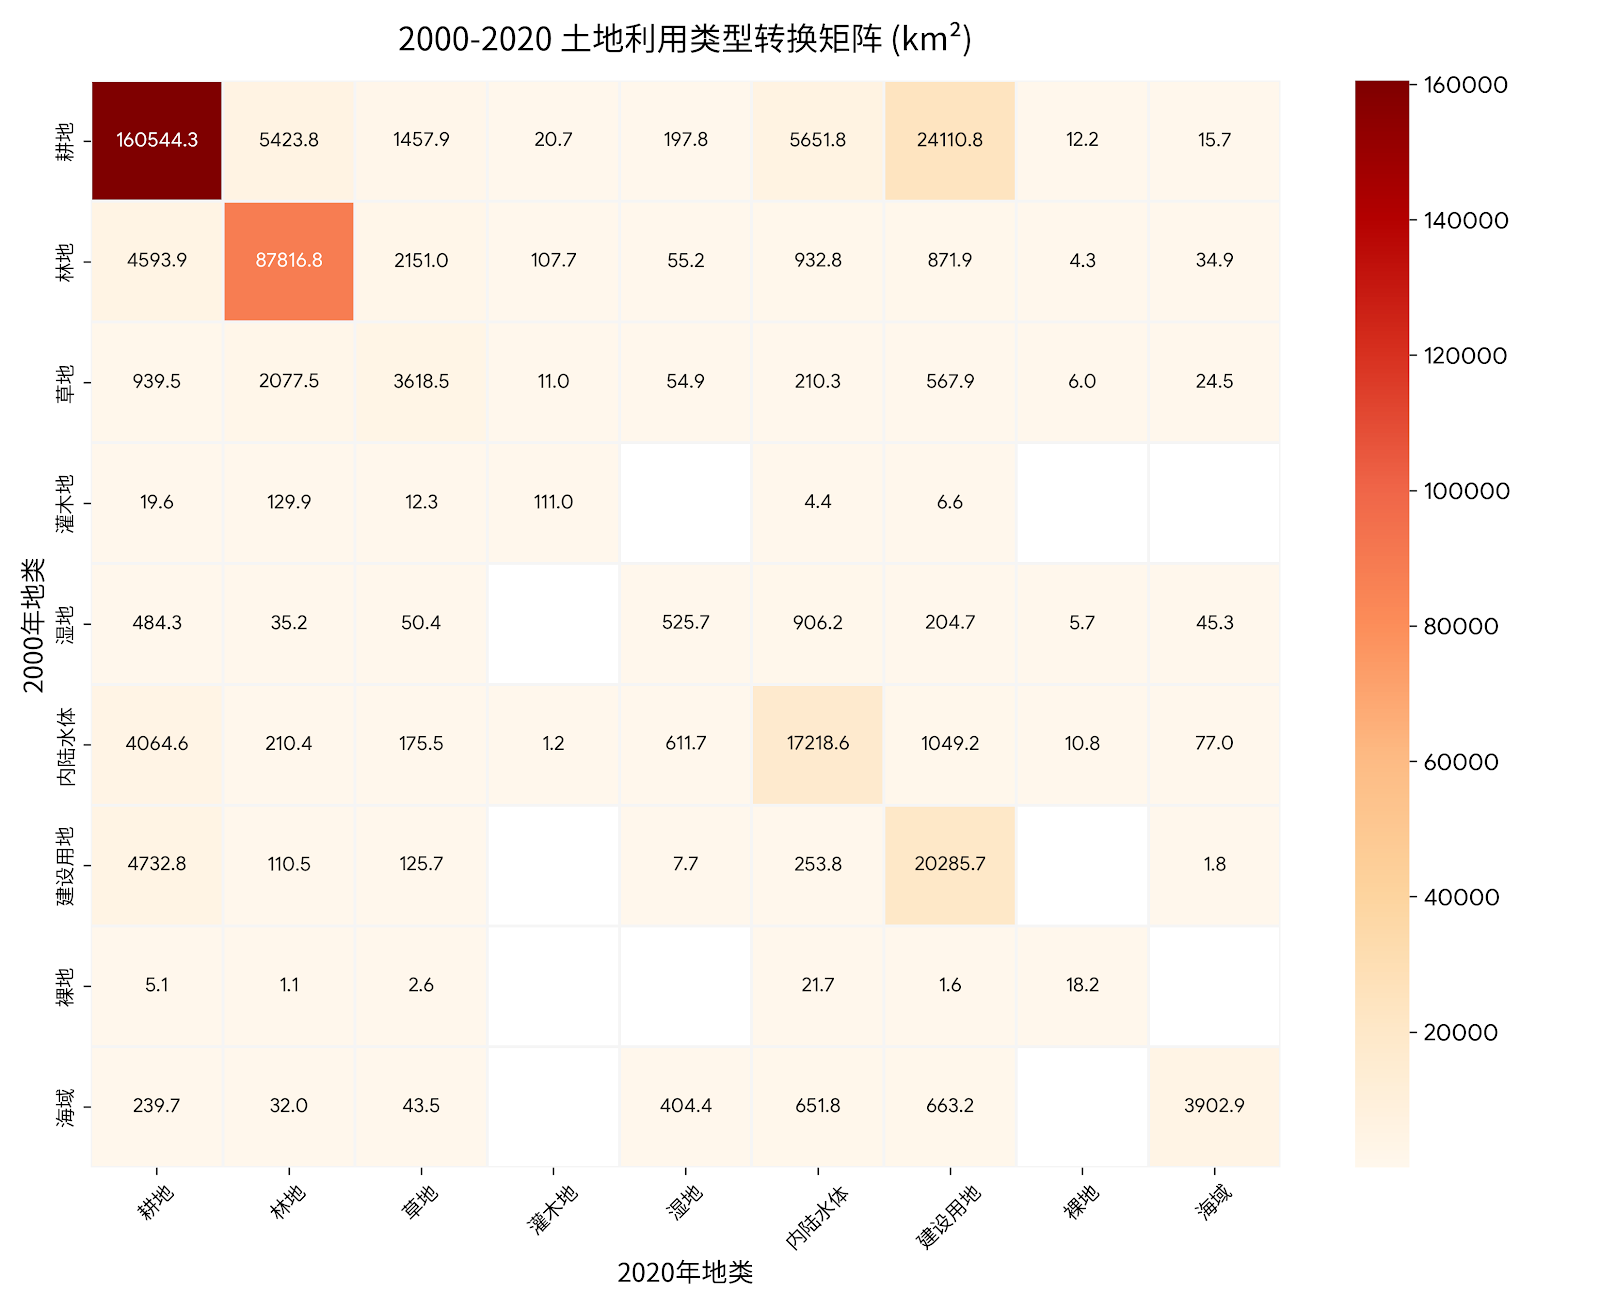 2000-2020 土地利用类型转换矩阵 (km²)
耕地 160544.3 5423.8 1457.9 20.7 197.8 5651.8 24110.8 12.2 15.7
林地 4593.9 87816.8 2151.0 107.7 55.2 932.8 871.9 4.3 34.9
草地 939.5 2077.5 3618.5 11.0 54.9 210.3 567.9 6.0 24.5
灌木地 19.6 129.9 12.3 111.0 4.4 6.6
湿地 484.3 35.2 50.4 525.7 906.2 204.7 5.7 45.3
内陆水体 4064.6 210.4 175.5 1.2 611.7 17218.6 1049.2 10.8 77.0
建设用地 4732.8 110.5 125.7 7.7 253.8 20285.7 1.8
裸地 5.1 1.1 2.6 21.7 1.6 18.2
海域 239.7 32.0 43.5 404.4 651.8 663.2 3902.9
2000年地类
耕地 林地 草地 灌木地 湿地 内陆水体 建设用地 裸地 海域
2020年地类
160000
140000
120000
100000
80000
60000
40000
20000